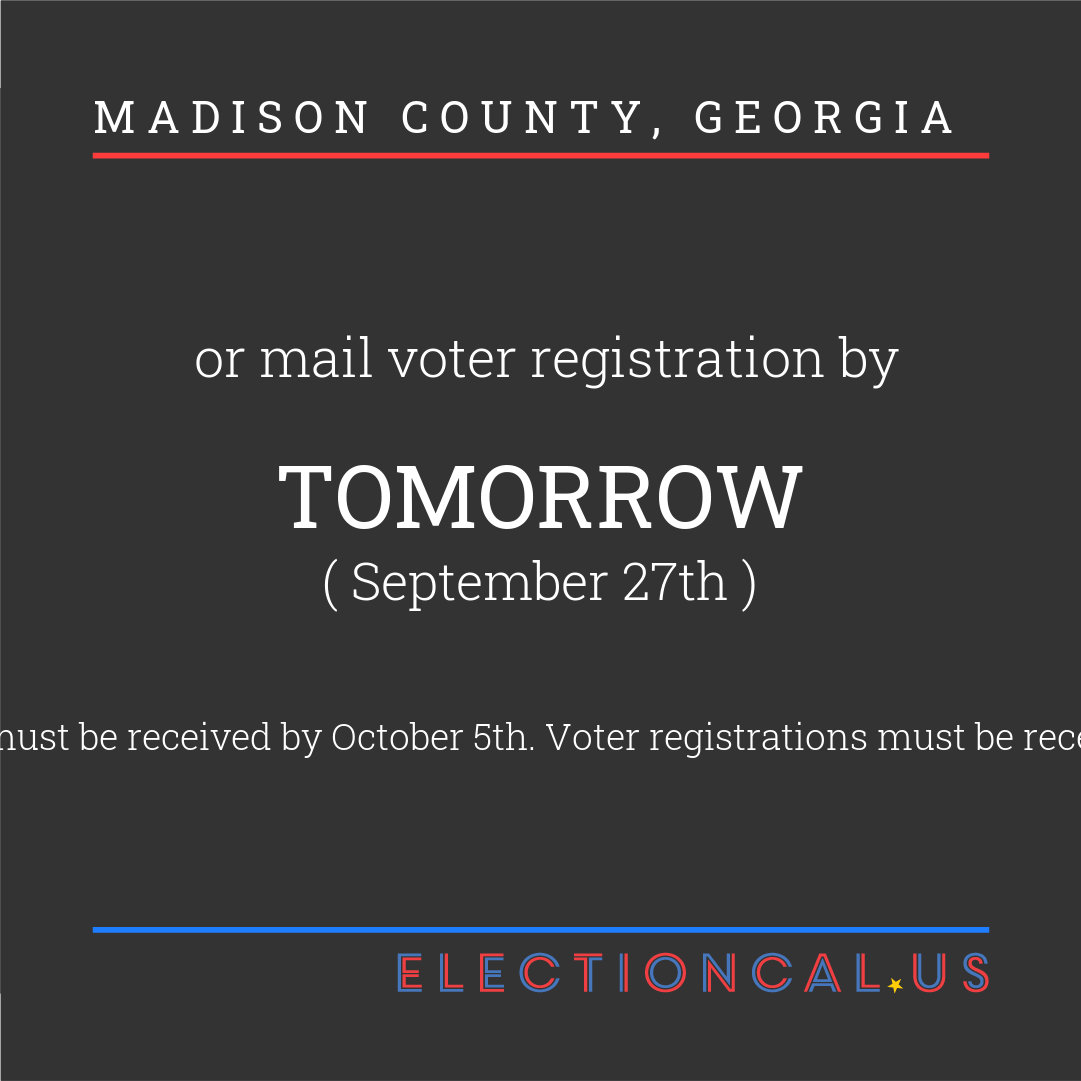 MADISON COUNTY, GEORGIA
or mail voter registration by
TOMORROW
( September 27th )
must be received by October 5th. Voter registrations must be
ELECTIONCAL.US